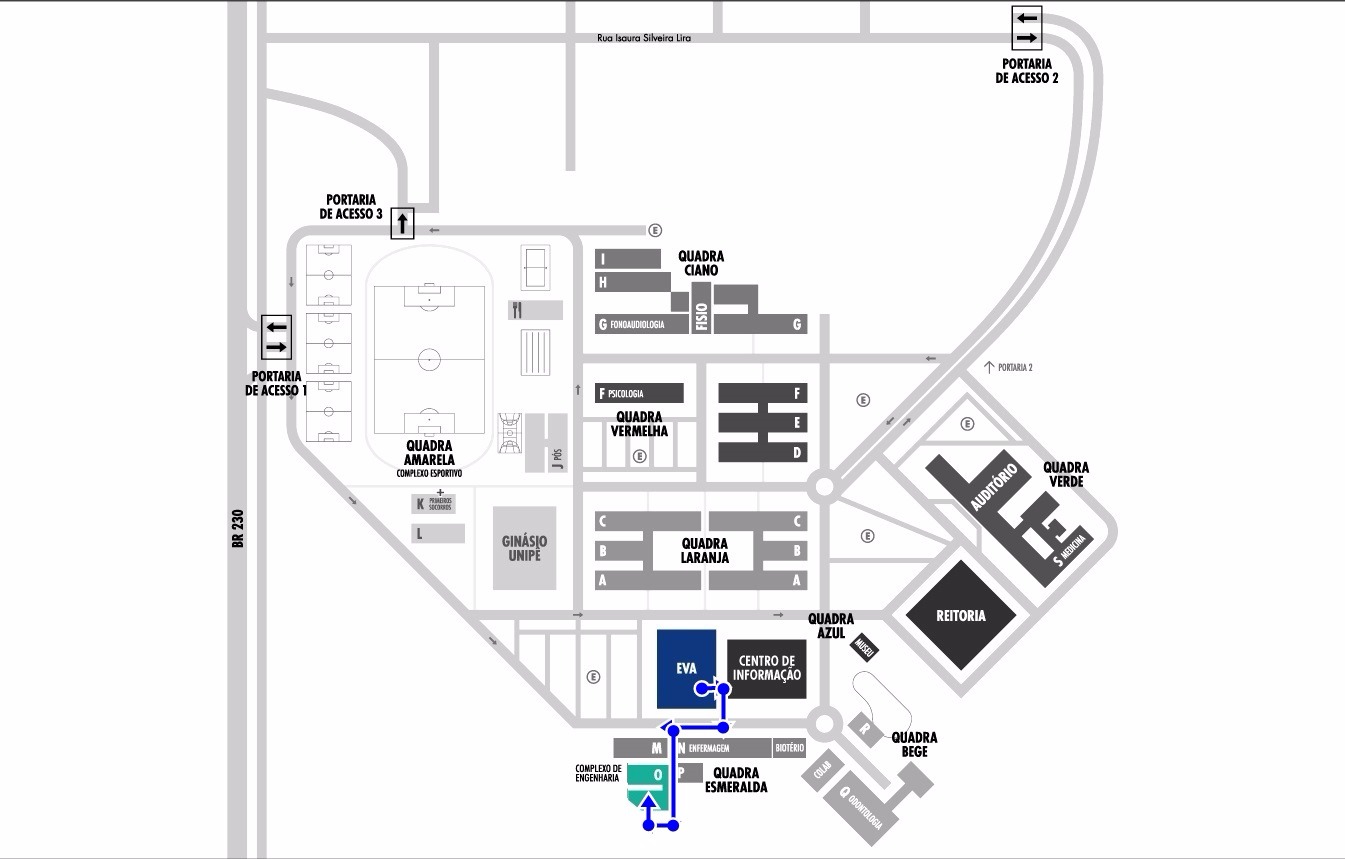 Rua Isaura Silveira Lira
PORTARIA
DE ACESSO 2
PORTARIA
DE ACESSO 3
E
I
QUADRA
CIANO
H
FISIO
G FONOAUDIOLOGIA
G
PORTARIA
DE ACESSO 1
PORTARIA 2
F PSICOLOGIA
F
E
QUADRA
VERMELHA
E
E
D
E
E
QUADRA
AMARELA
COMPLEXO ESPORTIVO
J PÓS
K PRIMEIROS
SOCORROS
L
AUDITÓRIO
QUADRA
VERDE
S MEDICINA
BR 230
GINÁSIO
UNIPÊ
C
C
B
QUADRA
LARANJA
B
A
A
E
REITORIA
QUADRA
AZUL
MUSEU
EVA
CENTRO DE
INFORMAÇÃO
E
R
QUADRA
BEGE
M
N ENFERMAGEM
BIOTÉRIO
COMPLEXO DE
ENGENHARIA
O
P
QUADRA
ESMERALDA
COLAB
Q ODONTOLOGIA